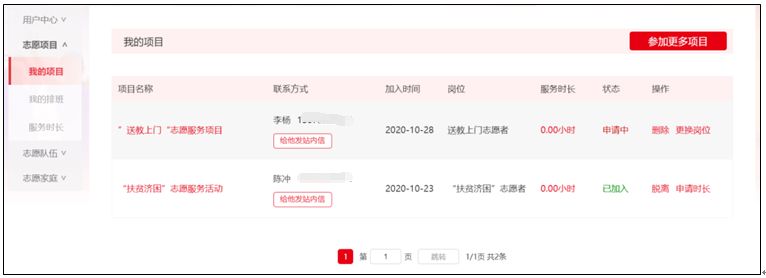 用户中心 ∨
志愿项目 ∧
我的项目
我的排班
服务时长
志愿队伍 ∨
志愿家庭 ∨
我的项目
参加更多项目
项目名称 联系方式 加入时间 岗位 服务时长 状态 操作
"送教上门"志愿服务项目 李杨 给他发站内信 2020-10-28 送教上门志愿者 0.00小时 申请中 删除 更换岗位
"扶贫济困"志愿服务活动 陈冲 给他发站内信 2020-10-23 "扶贫济困"志愿者 0.00小时 已加入 脱离 申请时长
1 第 1 页 跳转 1/1页 共2条